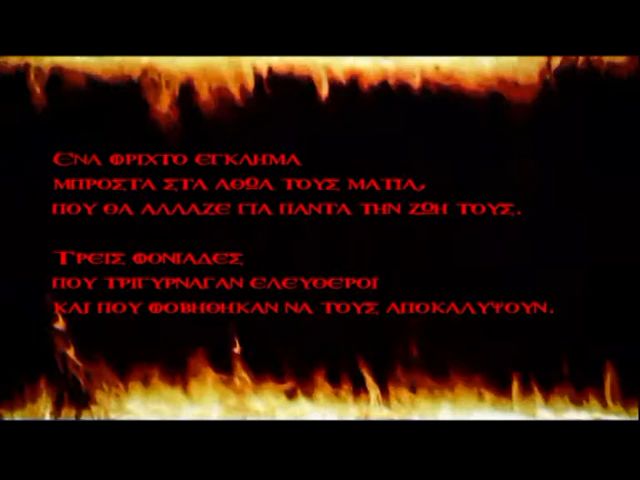 Ενα φριχτο εγκλημα
μπροστα στα αθωα τους ματια,
που θα αλλαζε για παντα την ζωη τους.
Τρεις φονιαδες
που τριγυρναγαν ελευθεροι
και που φοβηθηκαν να τους αποκαλυψουν.